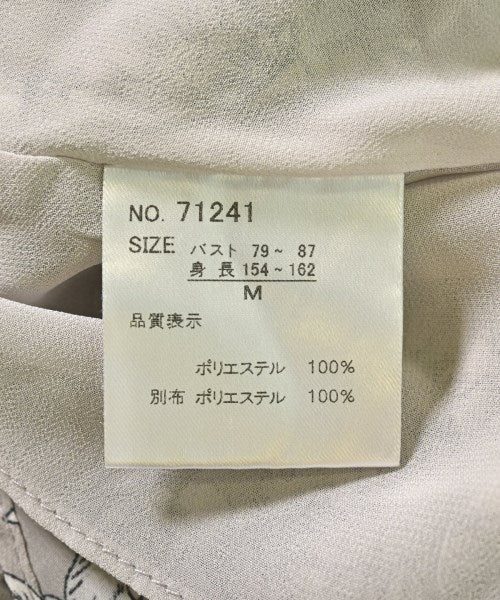 NO. 71241
SIZE バスト 79~ 87
身長 154~162
M
品質表示
ポリエステル 100%
別布 ポリエステル 100%